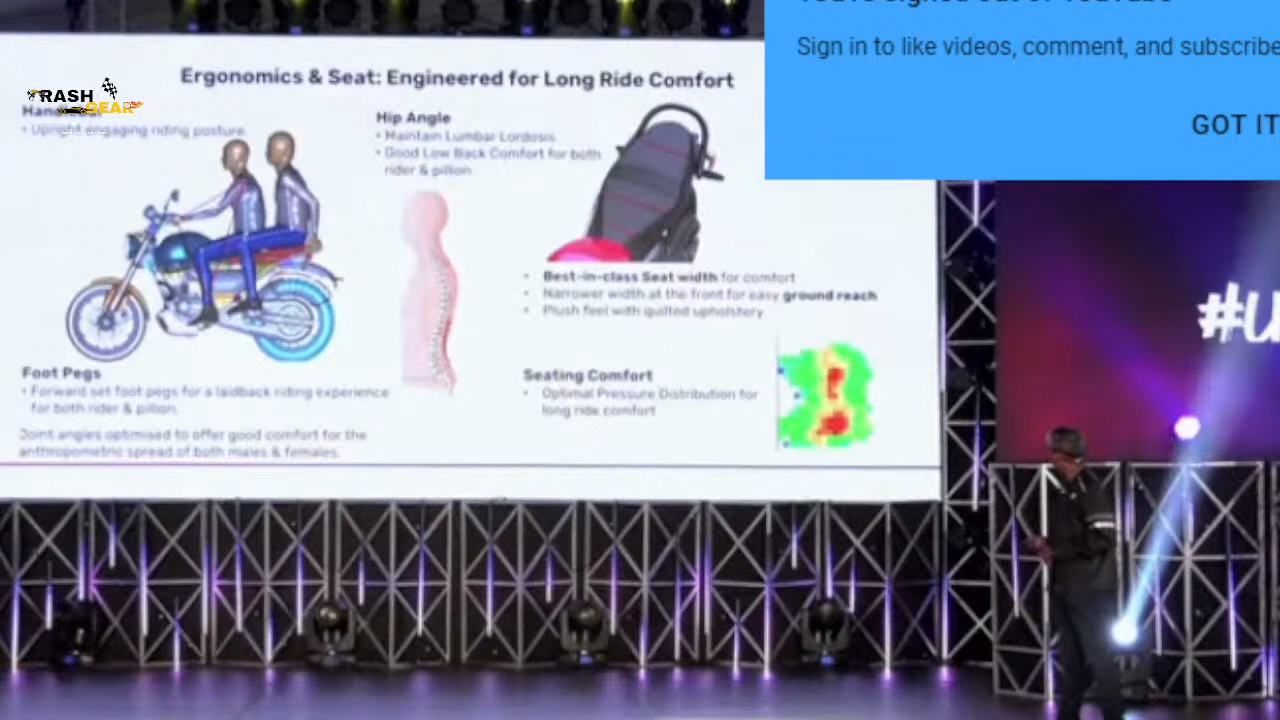 Sign in to like videos, comment, and subscribe
GOT IT
Ergonomics & Seat: Engineered for Long Ride Comfort
RASH
GEAR
• Upright engaging riding posture
Hip Angle
• Maintain Lumbar Lordosis
• Good Low Back Comfort for both
rider & pillion
• Best-in-class Seat width for comfort
• Narrower width at the front for easy ground reach
• Plush feel with quilted upholstery
Foot Pegs
• Forward set foot pegs for a laidback riding experience
for both rider & pillion.
Joint angles optimised to offer good comfort for the
anthropometric spread of both males & females.
Seating Comfort
• Optimal Pressure Distribution for
long ride comfort
#U